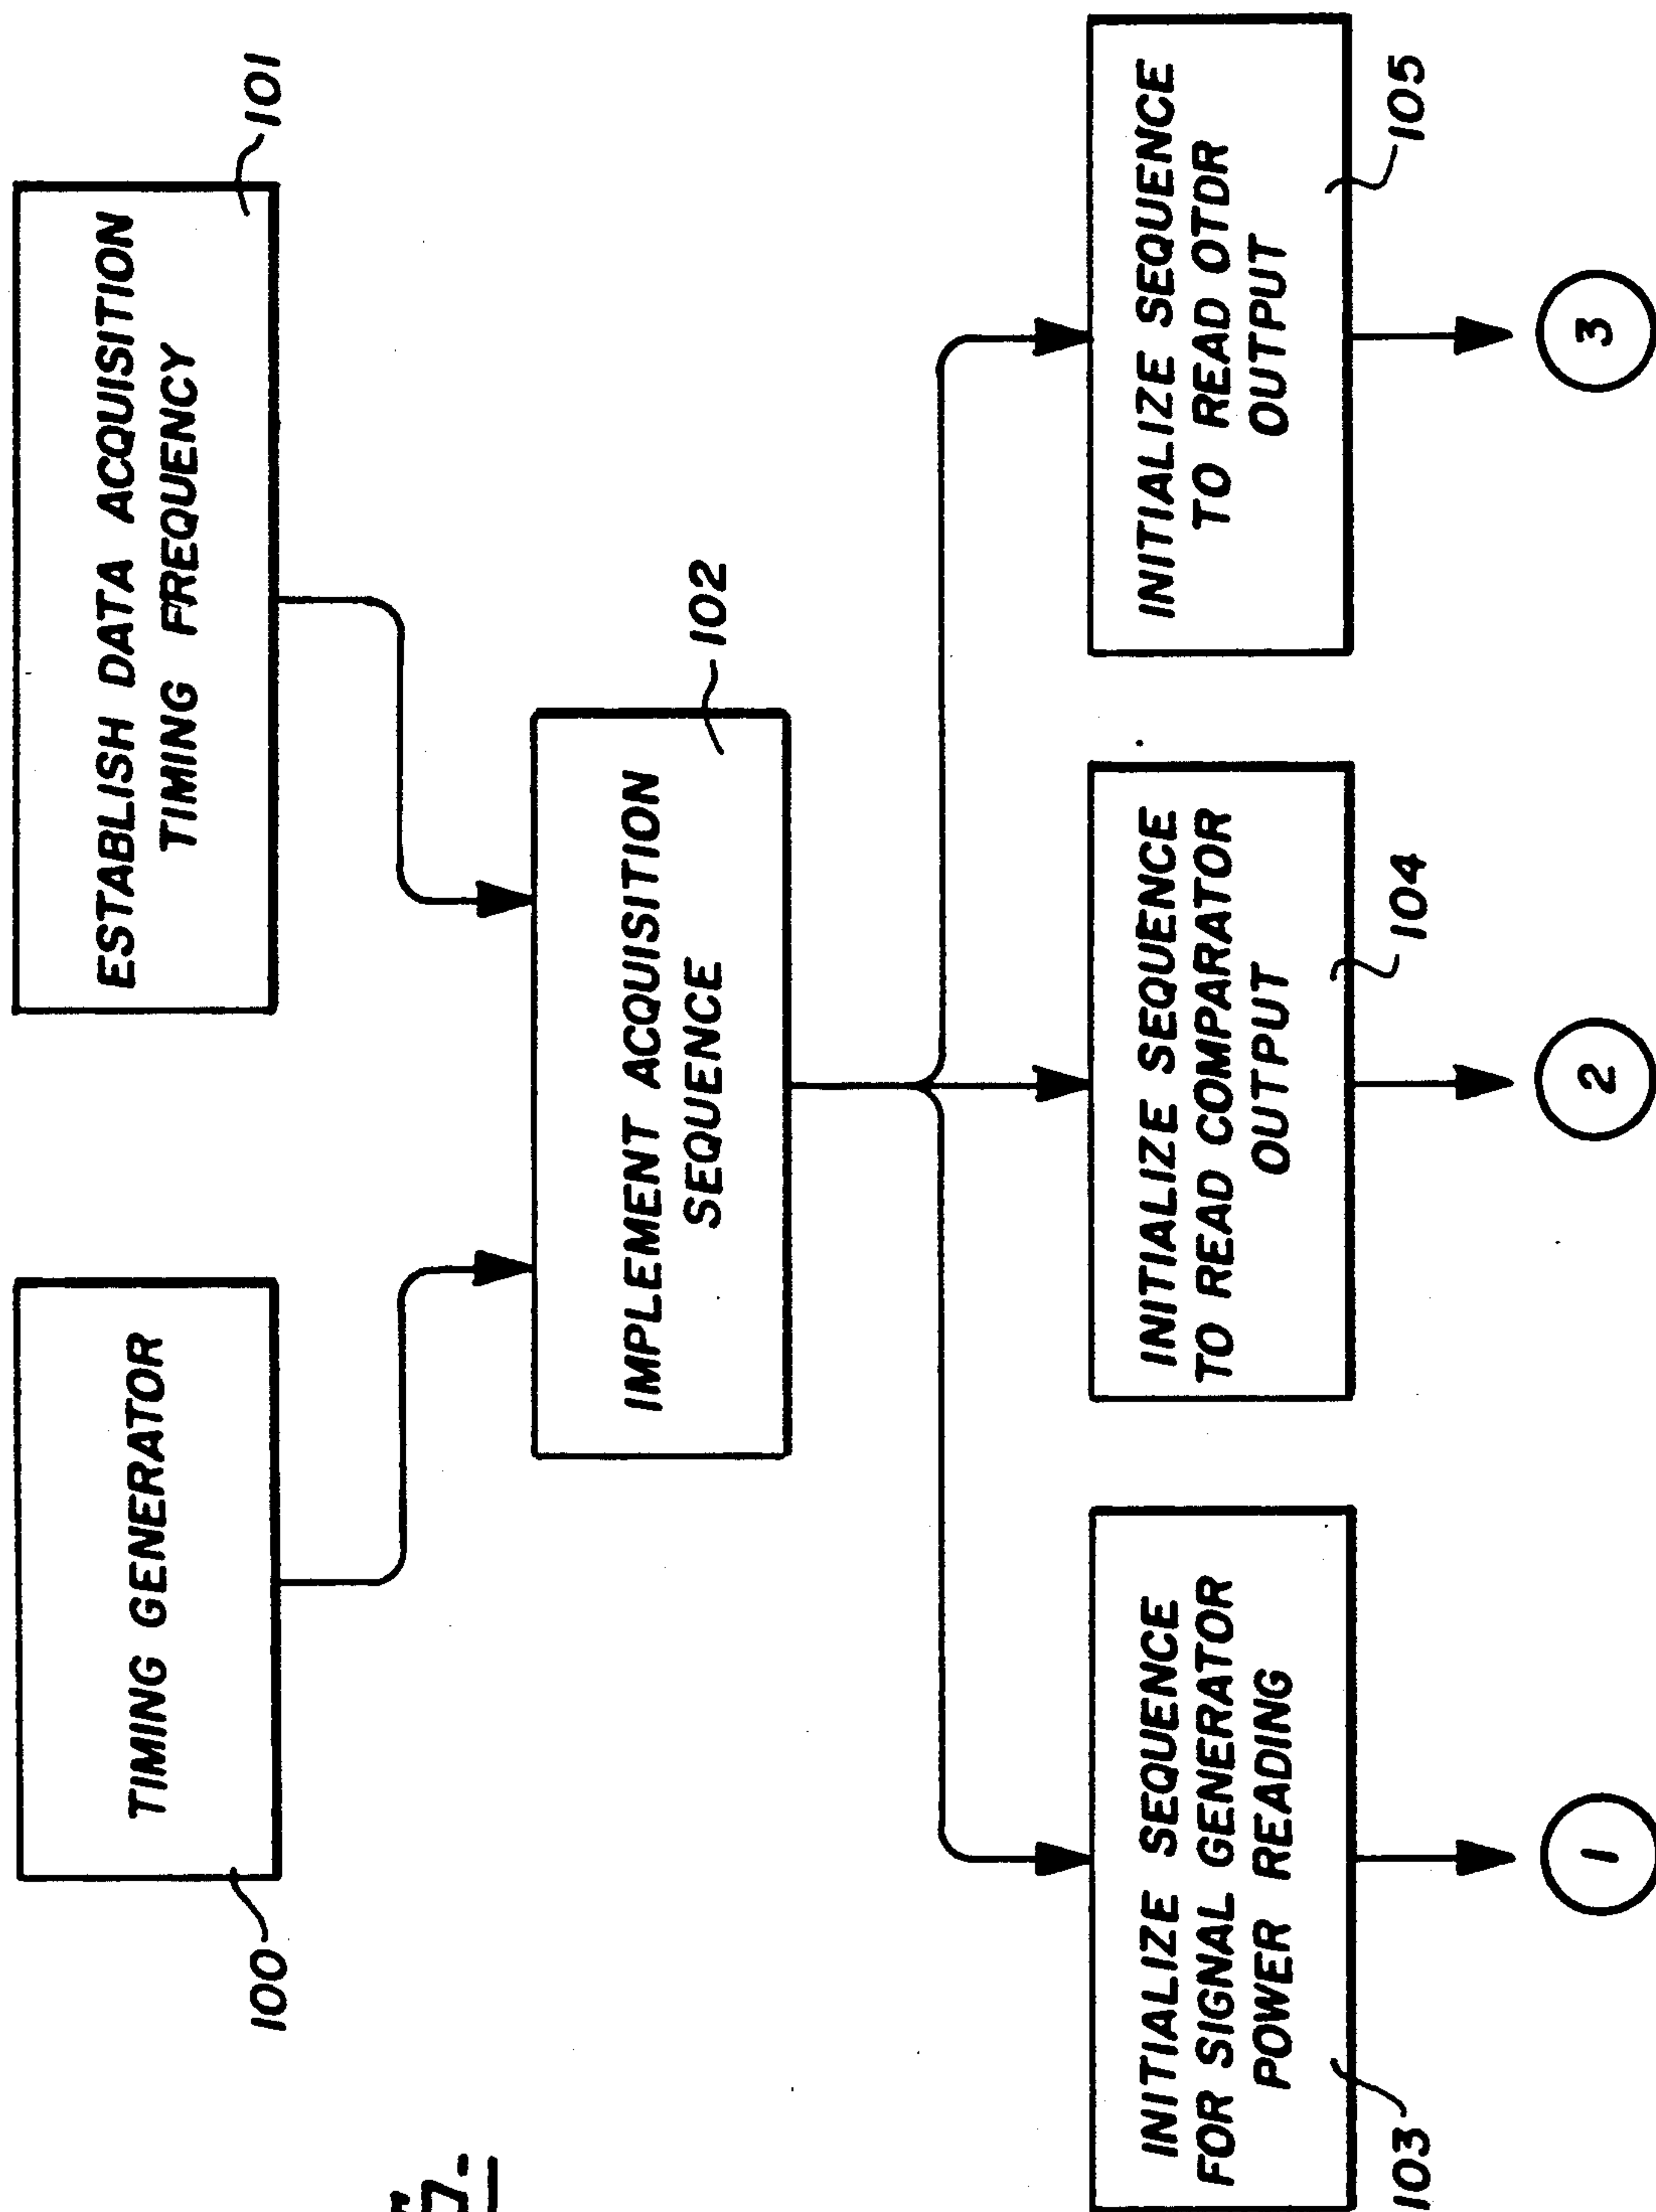 TIMING GENERATOR
100
ESTABLISH DATA ACQUISITION
TIMING FREQUENCY
101
IMPLEMENT ACQUISITION
SEQUENCE
102
INITIALIZE SEQUENCE
FOR SIGNAL GENERATOR
POWER READING
103
INITIALIZE SEQUENCE
TO READ COMPARATOR
OUTPUT
104
INITIALIZE SEQUENCE
TO READ OTDR
OUTPUT
105
1
2
3